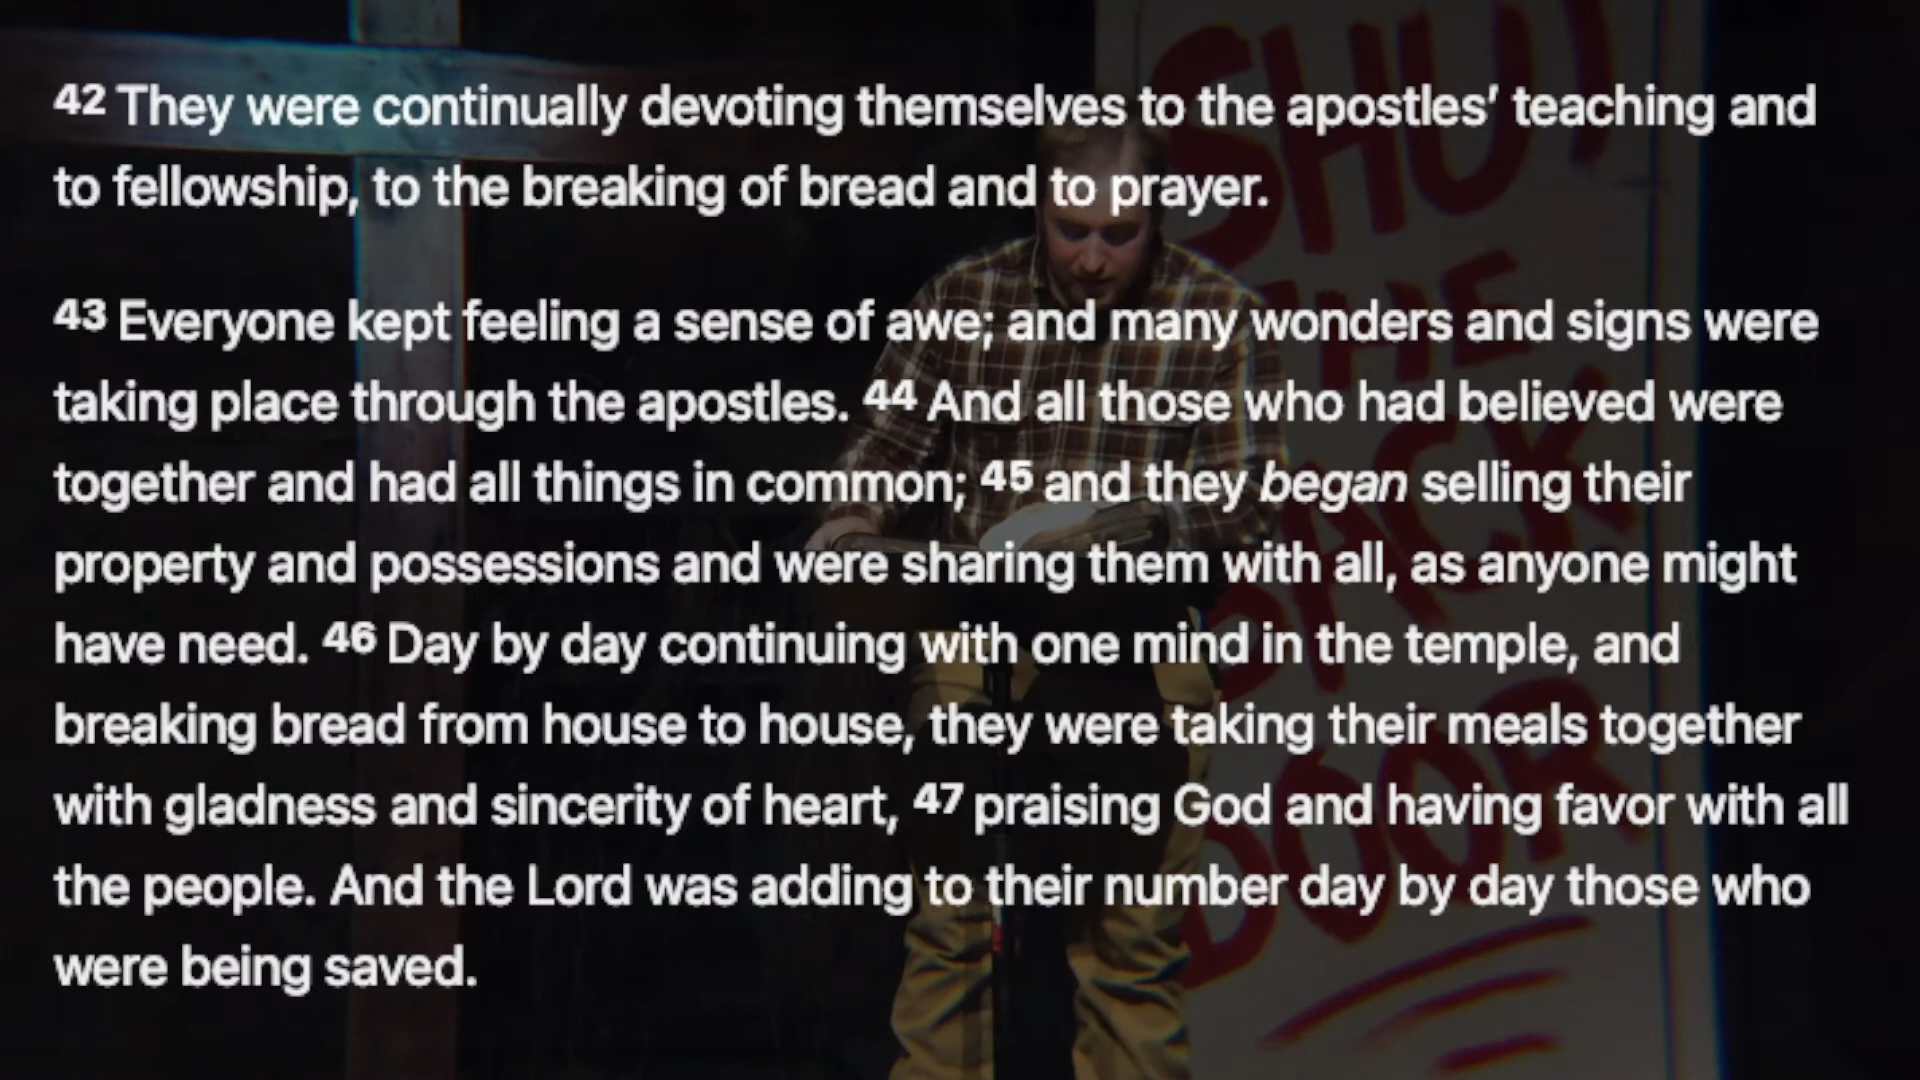 42 They were continually devoting themselves to the apostles’ teaching and
to fellowship, to the breaking of bread and to prayer.
43 Everyone kept feeling a sense of awe; and many wonders and signs were
taking place through the apostles. 44 And all those who had believed were
together and had all things in common; 45 and they began selling their
property and possessions and were sharing them with all, as anyone might
have need. 46 Day by day continuing with one mind in the temple, and
breaking bread from house to house, they were taking their meals together
with gladness and sincerity of heart, 47 praising God and having favor with all
the people. And the Lord was adding to their number day by day those who
were being saved.
SHUT
THE
BACK
DOOR